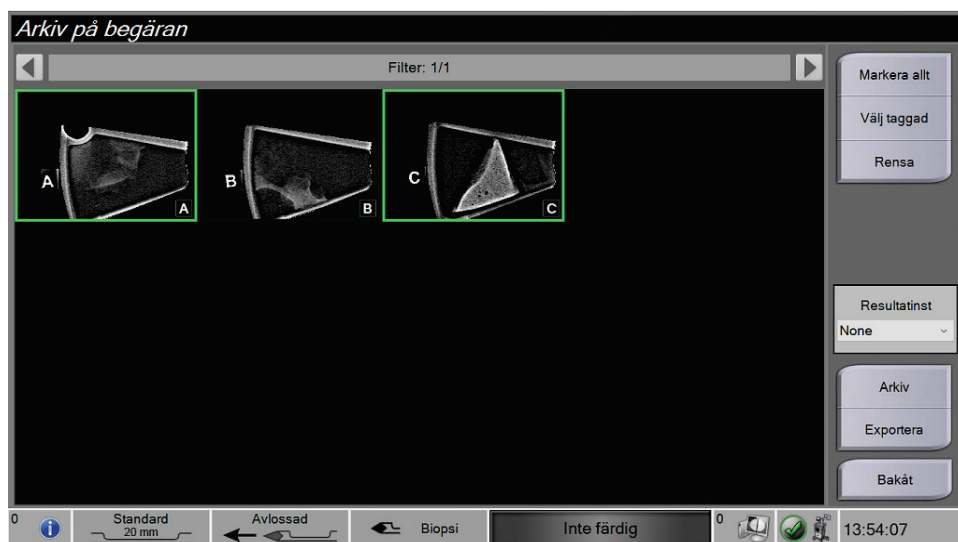 Arkiv på begäran
Filter: 1/1
Markera allt
Välj taggad
Rensa
A
A
B
B
C
C
Resultatinst
None
Arkiv
Exportera
Bakåt
0
Standard
20 mm
Avlossad
Biopsi
Inte färdig
0
13:54:07